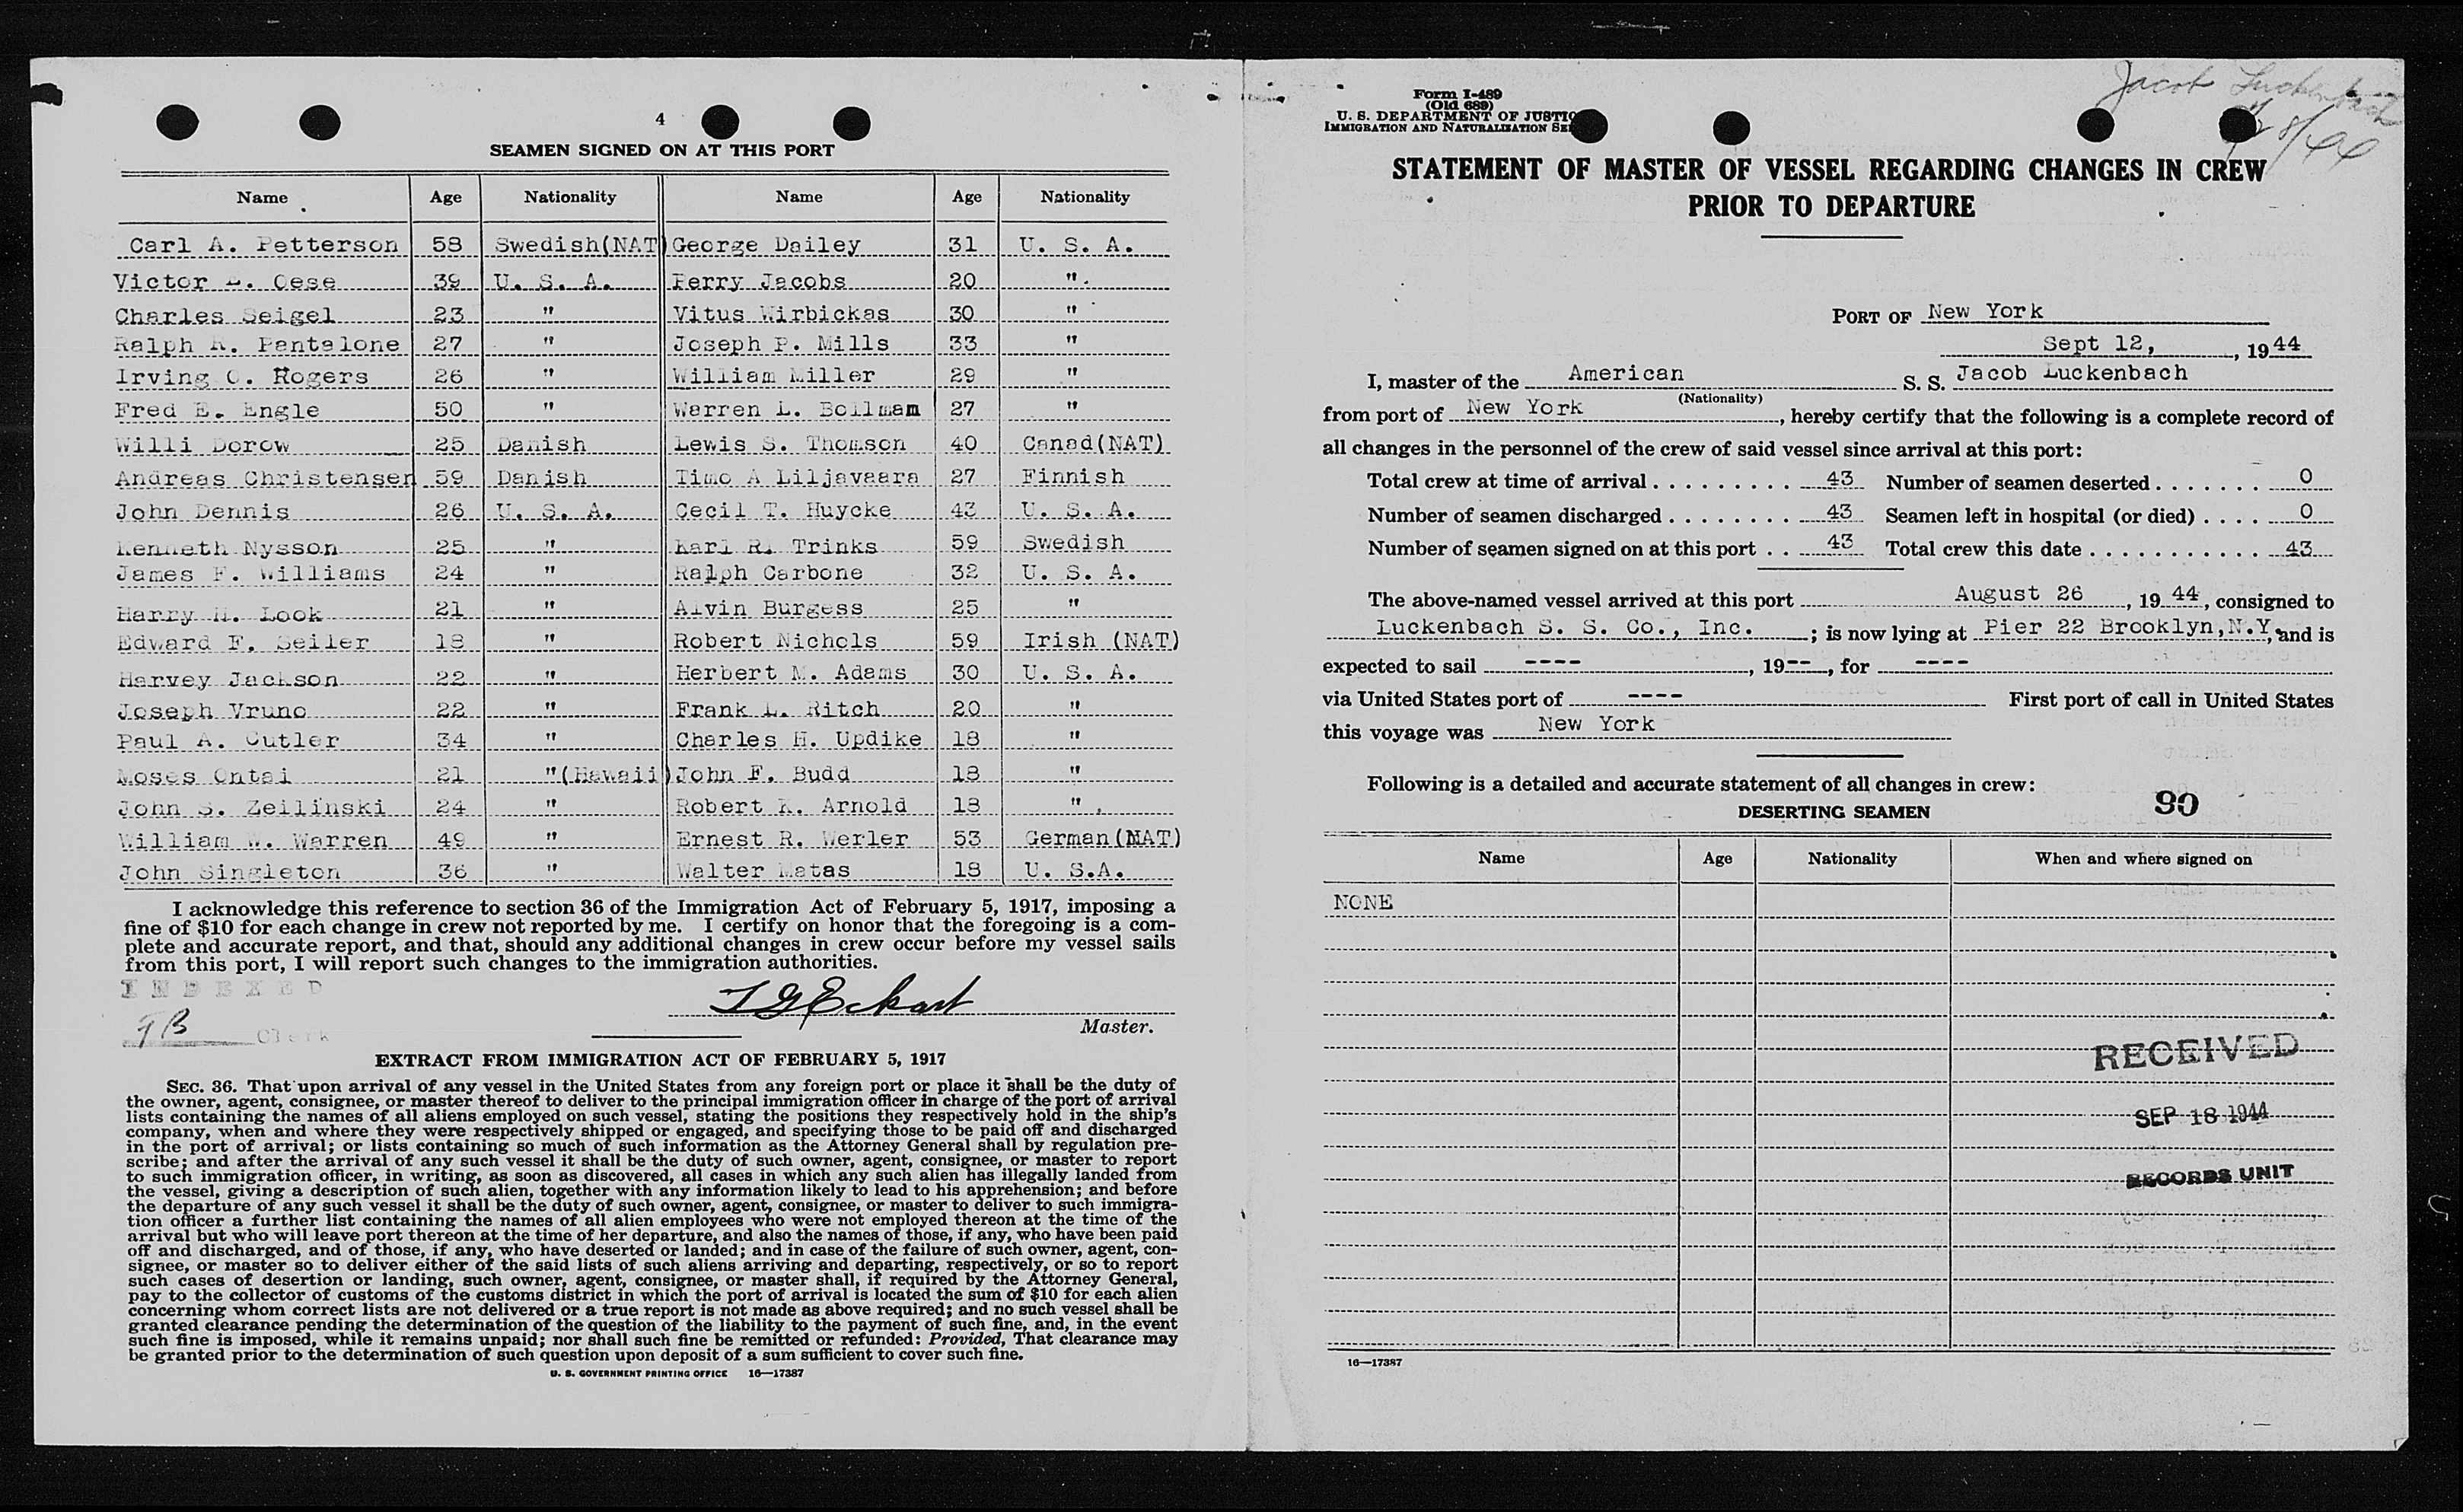 4
SEAMEN SIGNED ON AT THIS PORT
Name Age Nationality Name Age Nationality
Carl A. Petterson 58 Swedish(NAT) George Dailey 31 U. S. A.
Victor Oese 39 U. S. A. Perry Jacobs 20 "
Charles Seigel 23 " Vitus Wirbickas 30 "
Ralph R. Pantalone 27 " Joseph P. Mills 33 "
Irving O. Rogers 26 " William Miller 29 "
Fred E. Engle 50 " Warren L. Bollman 27 "
Willi Dorow 25 Danish Lewis S. Thomson 40 Canad(NAT)
Andreas Christensen 59 Danish Timo A Liljavaara 27 Finnish
John Dennis 26 U. S. A. Cecil T. Huycke 43 U. S. A.
Kenneth Nysson 25 " Karl R. Trinks 59 Swedish
James F. Williams 24 " Ralph Carbone 32 U. S. A.
Harry H. Look 21 " Alvin Burgess 25 "
Edward F. Seiler 18 " Robert Nichols 59 Irish (NAT)
Harvey Jackson 22 " Herbert M. Adams 30 U. S. A.
Joseph Vruno 22 " Frank L. Ritch 20 "
Paul A. Cutler 34 " Charles H. Updike 18 "
Moses Ontai 21 "(Hawaii) John F. Budd 18 "
John S. Zeilinski 24 " Robert K. Arnold 18 "
William W. Warren 49 " Ernest R. Werler 53 German(NAT)
John Singleton 36 " Walter Matas 18 U. S.A.
I acknowledge this reference to section 36 of the Immigration Act of February 5, 1917, imposing a
fine of $10 for each change in crew not reported by me. I certify on honor that the foregoing is a com-
plete and accurate report, and that, should any additional changes in crew occur before my vessel sails
from this port, I will report such changes to the immigration authorities.
INDEXED
TB Clerk
T G Eckart
Master.
EXTRACT FROM IMMIGRATION ACT OF FEBRUARY 5, 1917
SEC. 36. That upon arrival of any vessel in the United States from any foreign port or place it shall be the duty of
the owner, agent, consignee, or master thereof to deliver to the principal immigration officer in charge of the port of arrival
lists containing the names of all aliens employed on such vessel, stating the positions they respectively hold in the ship's
company, when and where they were respectively shipped or engaged, and specifying those to be paid off and discharged
in the port of arrival; or lists containing so much of such information as the Attorney General shall by regulation pre-
scribe; and after the arrival of any such vessel it shall be the duty of such owner, agent, consignee, or master to report
to such immigration officer, in writing, as soon as discovered, all cases in which any such alien has illegally landed from
the vessel, giving a description of such alien, together with any information likely to lead to his apprehension; and before
the departure of any such vessel it shall be the duty of such owner, agent, consignee, or master to deliver to such immigra-
tion officer a further list containing the names of all alien employees who were not employed thereon at the time of the
arrival but who will leave port thereon at the time of her departure, and also the names of those, if any, who have been paid
off and discharged, and of those, if any, who have deserted or landed; and in case of the failure of such owner, agent, con-
signee, or master so to deliver either of the said lists of such aliens arriving and departing, respectively, or so to report
such cases of desertion or landing, such owner, agent, consignee, or master shall, if required by the Attorney General,
pay to the collector of customs of the customs district in which the port of arrival is located the sum of $10 for each alien
concerning whom correct lists are not delivered or a true report is not made as above required; and no such vessel shall be
granted clearance pending the determination of the question of the liability to the payment of such fine, and, in the event
such fine is imposed, while it remains unpaid; nor shall such fine be remitted or refunded: Provided, That clearance may
be granted prior to the determination of such question upon deposit of a sum sufficient to cover such fine.
U. S. GOVERNMENT PRINTING OFFICE 16—17387
Form I-489
(Old 689)
U. S. DEPARTMENT OF JUSTIC
IMMIGRATION AND NATURALIZATION SE
Jacob Luckenbach
STATEMENT OF MASTER OF VESSEL REGARDING CHANGES IN CREW
PRIOR TO DEPARTURE
PORT OF New York
Sept 12, , 1944
I, master of the American S. S. Jacob Luckenbach
(Nationality)
from port of New York , hereby certify that the following is a complete record of
all changes in the personnel of the crew of said vessel since arrival at this port:
Total crew at time of arrival . . . . . . . . . . 43 Number of seamen deserted . . . . . . . 0
Number of seamen discharged . . . . . . . . 43 Seamen left in hospital (or died) . . . . 0
Number of seamen signed on at this port . . 43 Total crew this date . . . . . . . . . . . 43
The above-named vessel arrived at this port August 26 , 19 44, consigned to
Luckenbach S. S. Co., Inc. ; is now lying at Pier 22 Brooklyn,N.Y, and is
expected to sail ---- , 19--, for ----
via United States port of ---- First port of call in United States
this voyage was New York
Following is a detailed and accurate statement of all changes in crew:
90
DESERTING SEAMEN
Name Age Nationality When and where signed on
NONE
RECEIVED
SEP 18 1944
RECORDS UNIT
16—17387